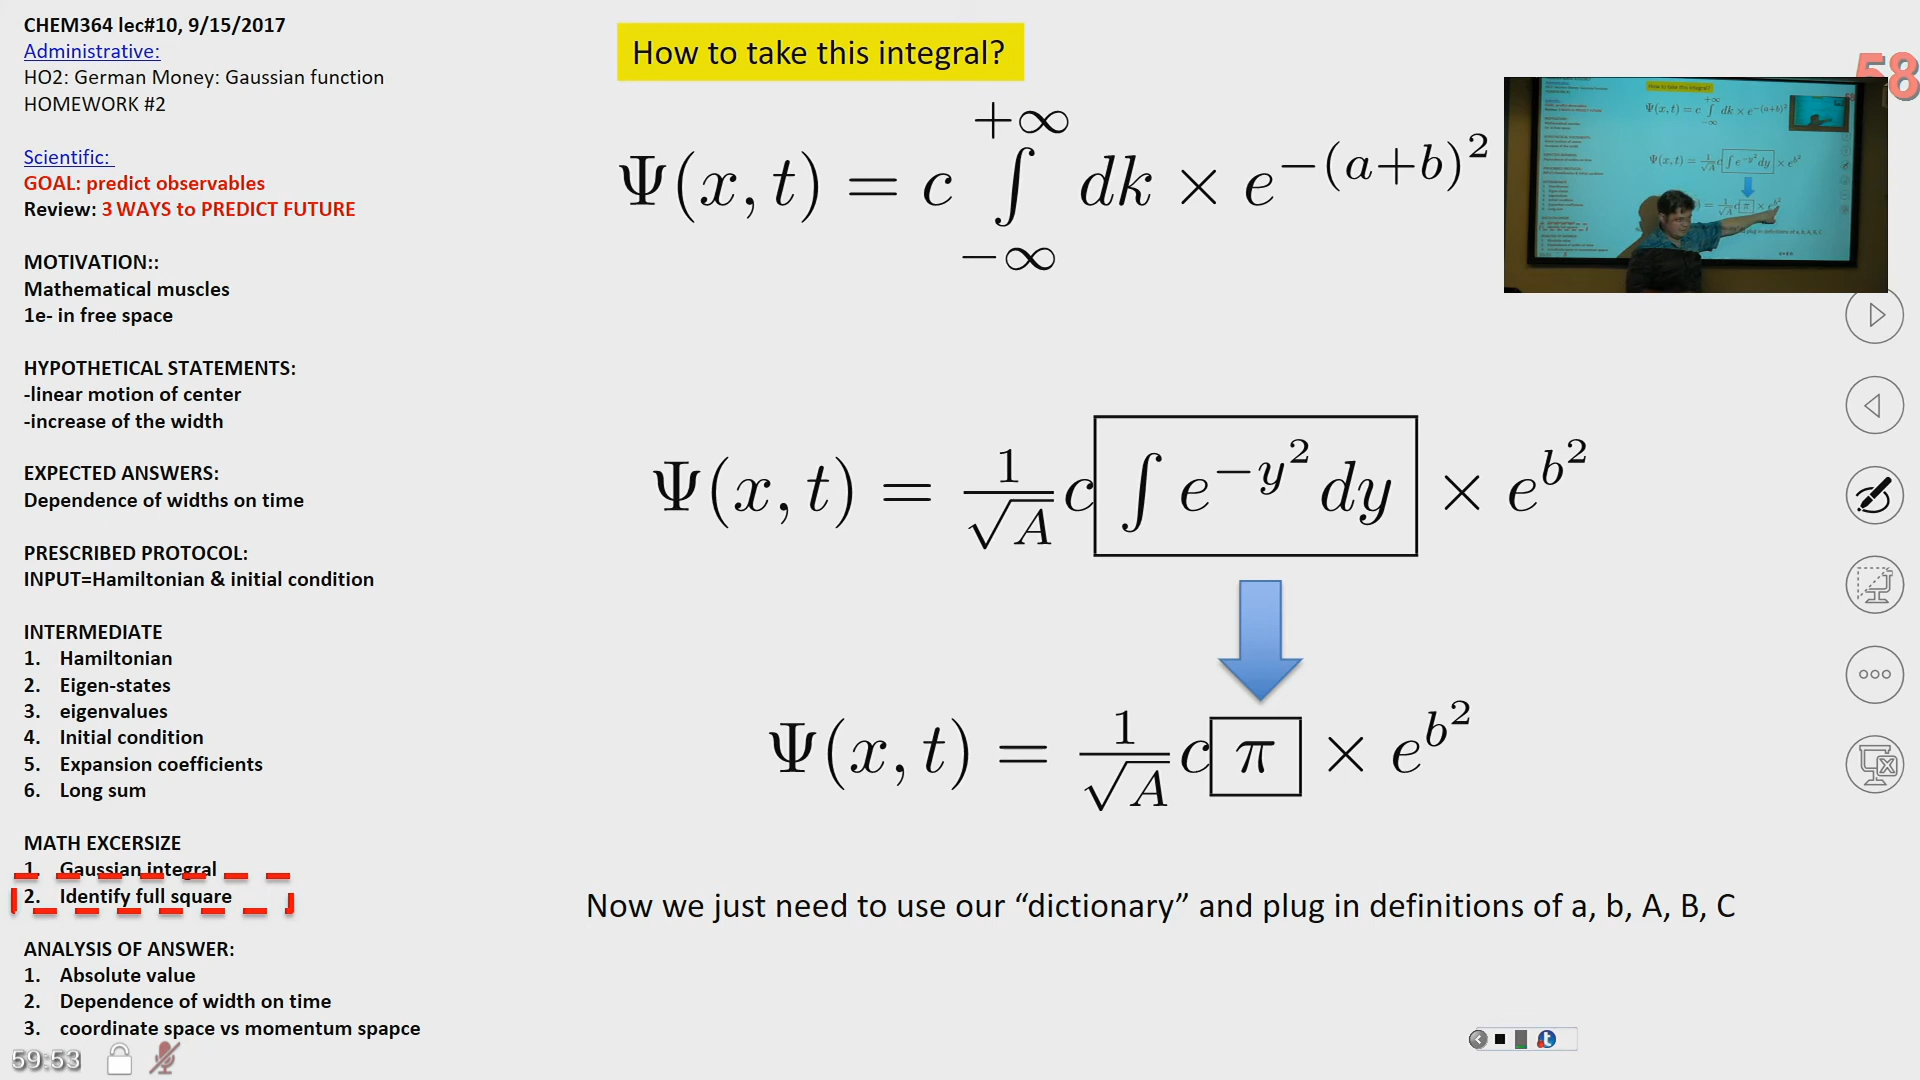 CHEM364 lec#10, 9/15/2017
Administrative:
HO2: German Money: Gaussian function
HOMEWORK #2
Scientific:
GOAL: predict observables
Review: 3 WAYS to PREDICT FUTURE
MOTIVATION::
Mathematical muscles
1e- in free space
HYPOTHETICAL STATEMENTS:
-linear motion of center
-increase of the width
EXPECTED ANSWERS:
Dependence of widths on time
PRESCRIBED PROTOCOL:
INPUT=Hamiltonian & initial condition
INTERMEDIATE
1. Hamiltonian
2. Eigen-states
3. eigenvalues
4. Initial condition
5. Expansion coefficients
6. Long sum
MATH EXCERSIZE
1. Gaussian integral
2. Identify full square
ANALYSIS OF ANSWER:
1. Absolute value
2. Dependence of width on time
3. coordinate space vs momentum spapce
59:53
How to take this integral?
58
Ψ(x, t) = c ∫_{−∞}^{+∞} dk × e^{−(a+b)^2}
Ψ(x, t) = 1/√A c ∫ e^{−y^2} dy × e^{b^2}
Ψ(x, t) = 1/√A c π × e^{b^2}
Now we just need to use our “dictionary” and plug in definitions of a, b, A, B, C